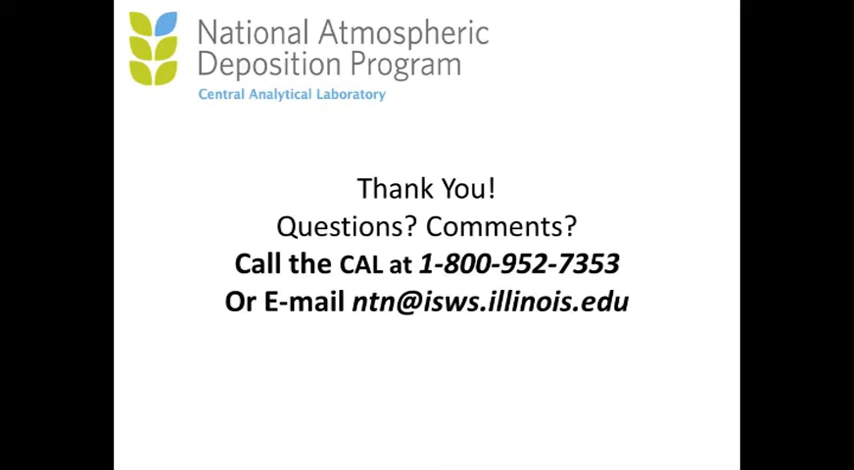 National Atmospheric
Deposition Program
Central Analytical Laboratory
Thank You!
Questions? Comments?
Call the CAL at 1-800-952-7353
Or E-mail ntn@isws.illinois.edu